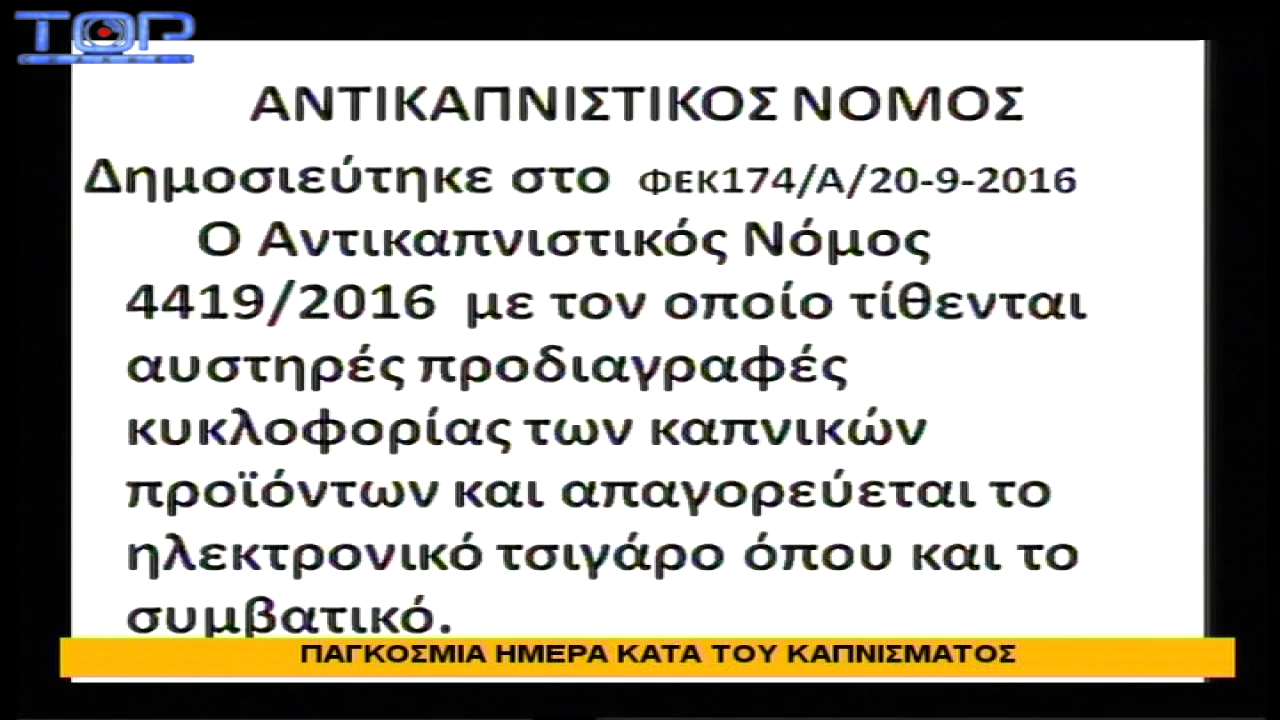 TOP
ΑΝΤΙΚΑΠΝΙΣΤΙΚΟΣ ΝΟΜΟΣ
Δημοσιεύτηκε στο ΦΕΚ174/Α/20-9-2016
Ο Αντικαπνιστικός Νόμος
4419/2016 με τον οποίο τίθενται
αυστηρές προδιαγραφές
κυκλοφορίας των καπνικών
προϊόντων και απαγορεύεται το
ηλεκτρονικό τσιγάρο όπου και το
συμβατικό.
ΠΑΓΚΟΣΜΙΑ ΗΜΕΡΑ ΚΑΤΑ ΤΟΥ ΚΑΠΝΙΣΜΑΤΟΣ